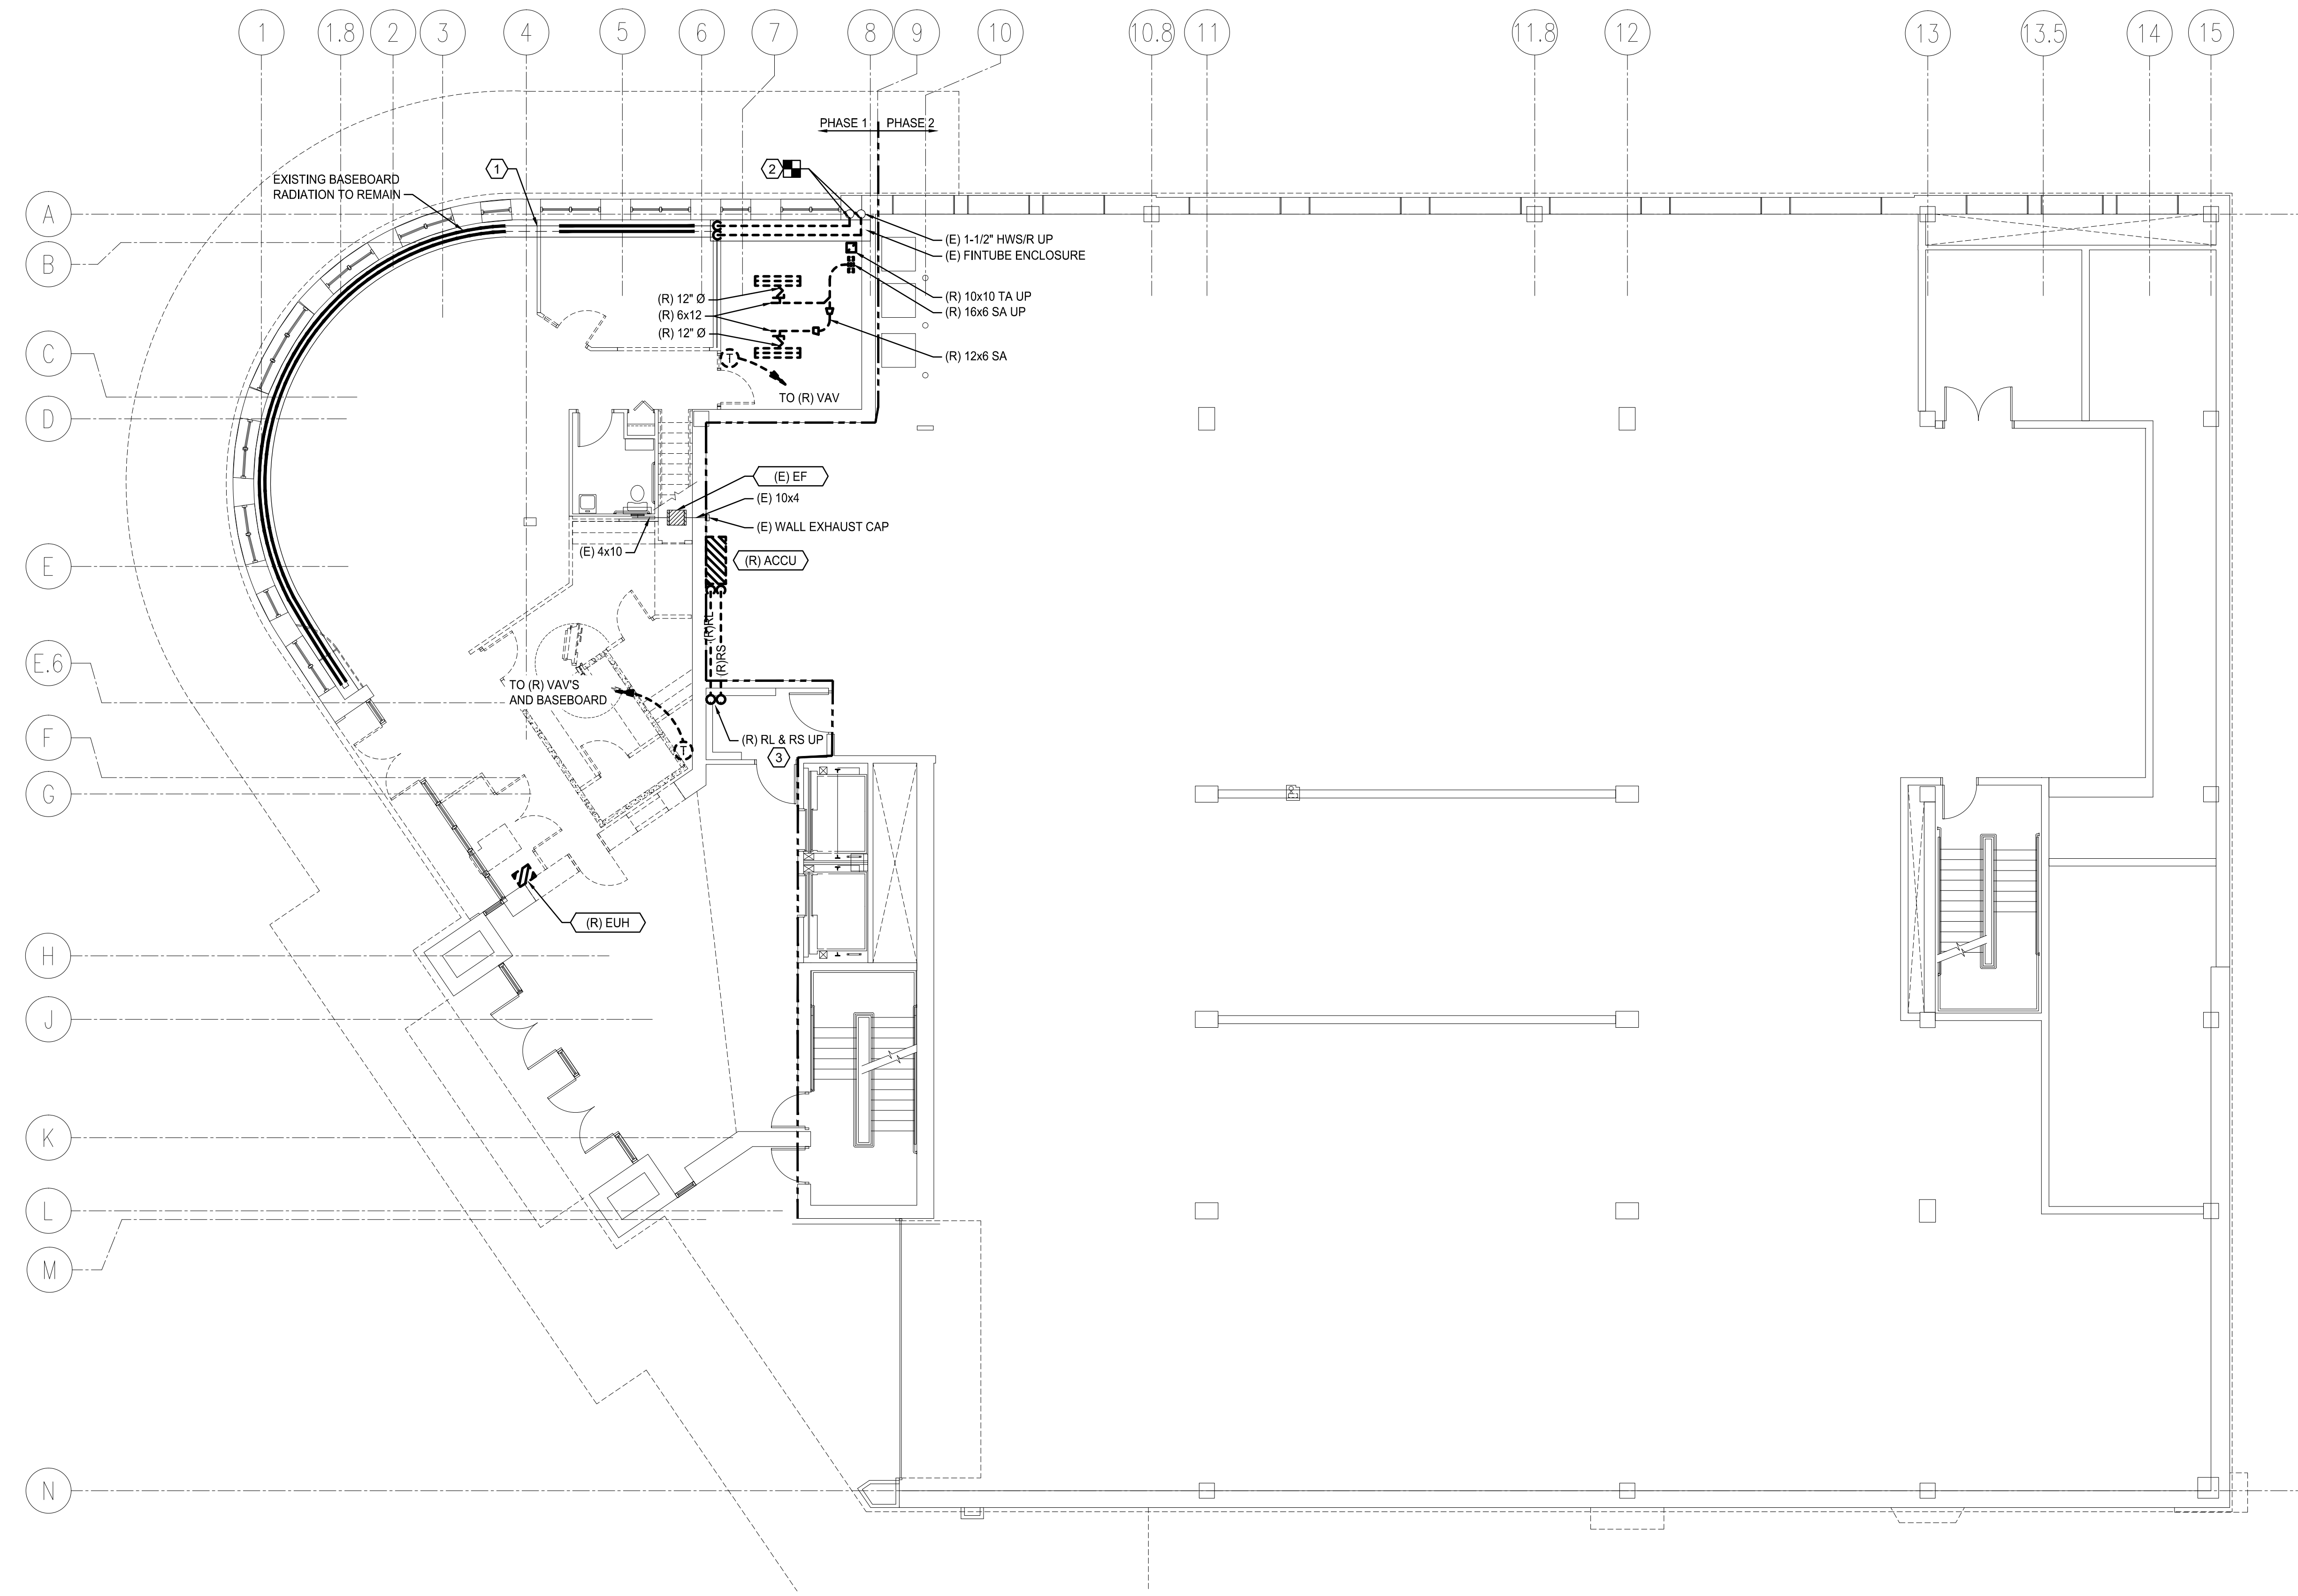 1
1.8
2
3
4
5
6
7
8
9
10
10.8
11
11.8
12
13
13.5
14
15
PHASE 1
PHASE 2
1
2
EXISTING BASEBOARD
RADIATION TO REMAIN
A
B
C
D
E
E.6
F
G
H
J
K
L
M
N
(E) 1-1/2" HWS/R UP
(E) FINTUBE ENCLOSURE
(R) 10x10 TA UP
(R) 16x6 SA UP
(R) 12" Ø
(R) 6x12
(R) 12" Ø
(R) 12x6 SA
T
TO (R) VAV
(E) EF
(E) 10x4
(E) WALL EXHAUST CAP
(E) 4x10
(R) ACCU
(R)RL
(R)RS
TO (R) VAV'S
AND BASEBOARD
T
(R) RL & RS UP
3
(R) EUH